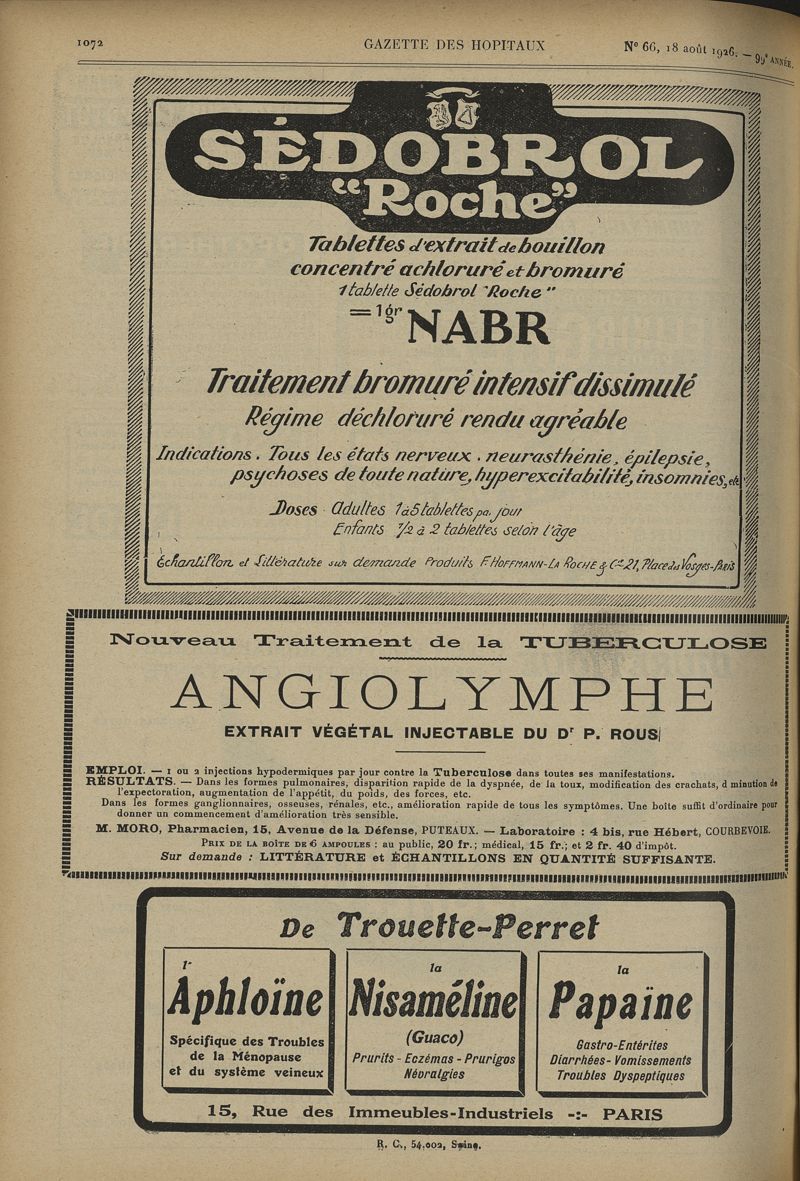 1072 GAZETTE DES HOPITAUX Nº 66, 18 août 1926. — 99e ANNÉE.
SÉDOBROL
“Roche”
Tablettes d'extrait de bouillon
concentré achloruré et bromuré
1 tablette Sédobrol "Roche"
= 1gr NABR
Traitement bromuré intensif dissimulé
Régime déchloruré rendu agréable
Indications. Tous les états nerveux. neurasthénie, épilepsie,
psychoses de toute nature, hyperexcitabilité, insomnies, etc
Doses Adultes 1 à 5 tablettes pa. jour
Enfants 1/2 à 2 tablettes selon l'âge
Échantillon et Littérature sur demande Produits F. HOFFMANN-LA ROCHE & Cie 21, Place des Vosges-Paris
Nouveau Traitement de la TUBERCULOSE
ANGIOLYMPHE
EXTRAIT VÉGÉTAL INJECTABLE DU Dr P. ROUS
EMPLOI. — 1 ou 2 injections hypodermiques par jour contre la Tuberculose dans toutes ses manifestations.
RÉSULTATS. — Dans les formes pulmonaires, disparition rapide de la dyspnée, de la toux, modification des crachats, d minution de
l'expectoration, augmentation de l'appétit, du poids, des forces, etc.
Dans les formes ganglionnaires, osseuses, rénales, etc., amélioration rapide de tous les symptômes. Une boîte suffit d'ordinaire pour
donner un commencement d'amélioration très sensible.
M. MORO, Pharmacien, 15, Avenue de la Défense, PUTEAUX. — Laboratoire : 4 bis, rue Hébert, COURBEVOIE.
PRIX DE LA BOÎTE DE 6 AMPOULES : au public, 20 fr.; médical, 15 fr.; et 2 fr. 40 d'impôt.
Sur demande : LITTÉRATURE et ÉCHANTILLONS EN QUANTITÉ SUFFISANTE.
De Trouette-Perret
l'
Aphloïne
Spécifique des Troubles
de la Ménopause
et du système veineux
la
Nisaméline
(Guaco)
Prurits - Eczémas - Prurigos
Névralgies
la
Papaïne
Gastro-Entérites
Diarrhées - Vomissements
Troubles Dyspeptiques
15, Rue des Immeubles-Industriels -:- PARIS
R. C., 54.002, Seine.